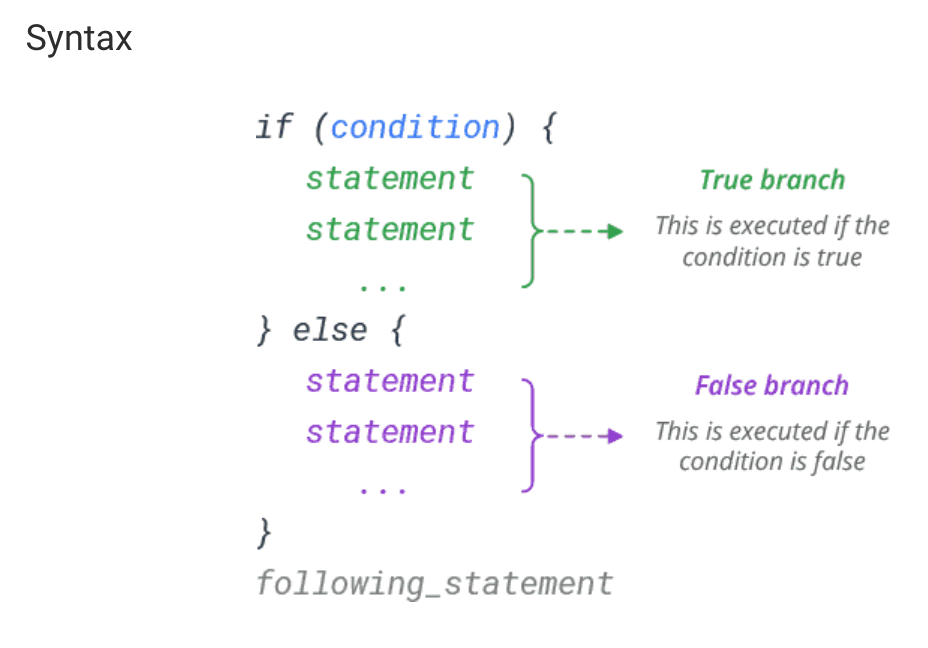 Syntax
if (condition) {
statement
statement
...
} else {
statement
statement
...
}
following_statement
True branch
This is executed if the
condition is true
False branch
This is executed if the
condition is false